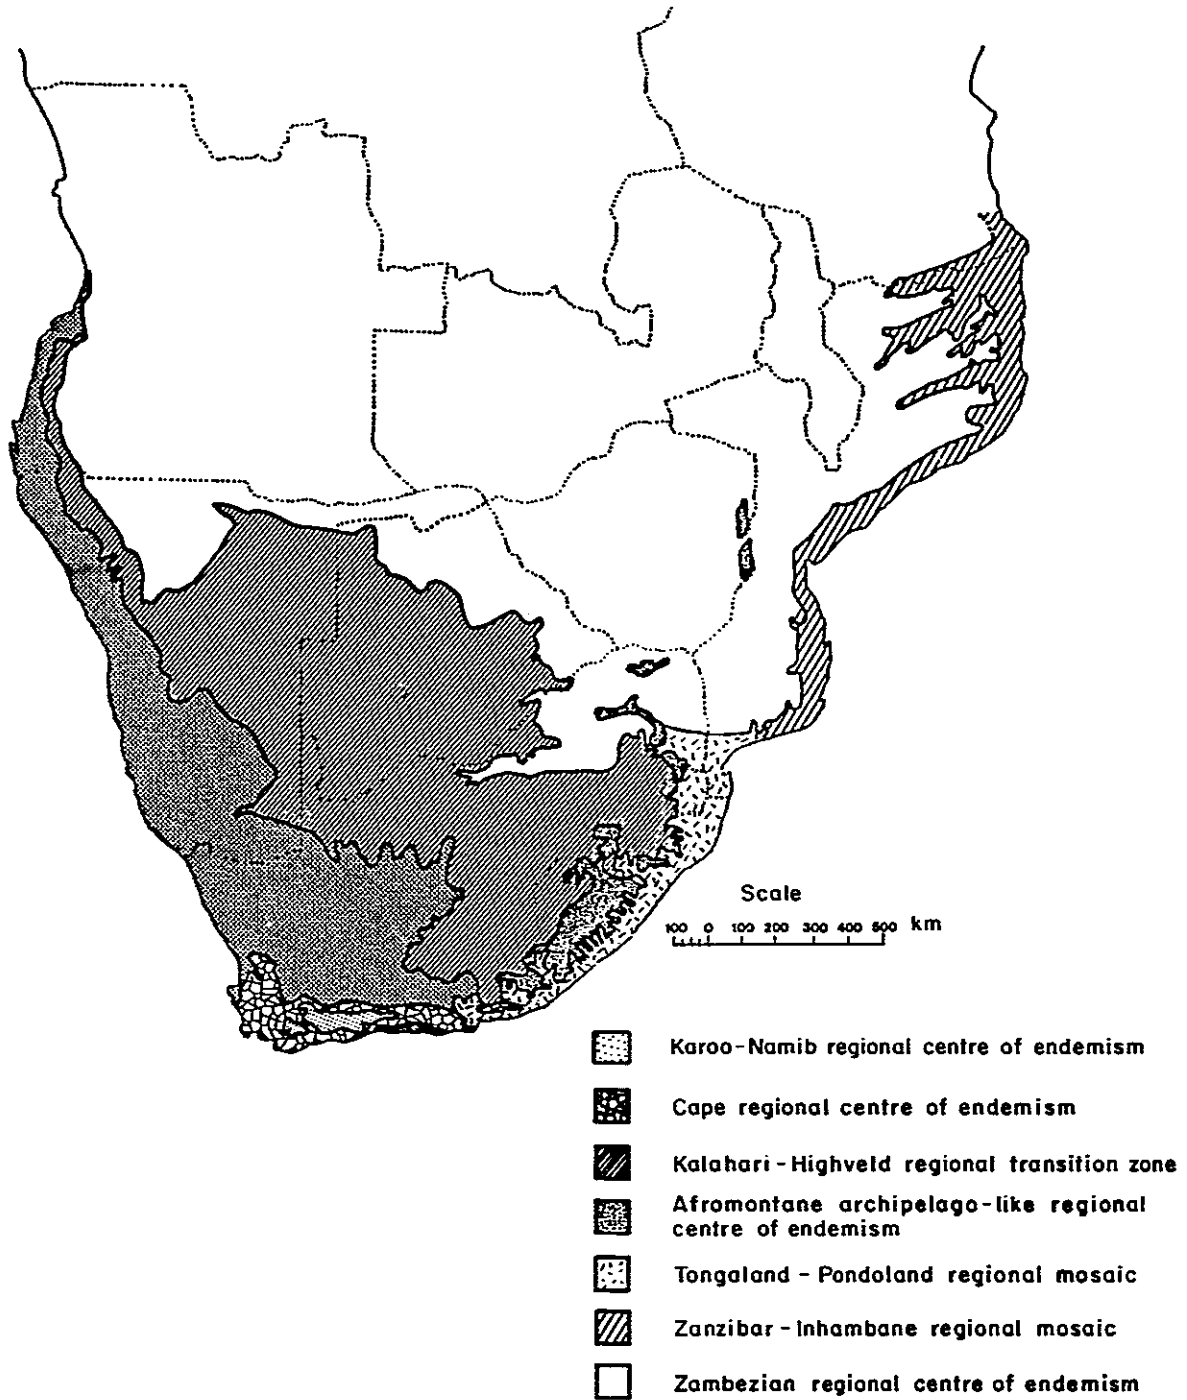 Scale
100 0 100 200 300 400 500 km
Karoo-Namib regional centre of endemism
Cape regional centre of endemism
Kalahari-Highveld regional transition zone
Afromontane archipelago-like regional
centre of endemism
Tongaland - Pondoland regional mosaic
Zanzibar - Inhambane regional mosaic
Zambezian regional centre of endemism